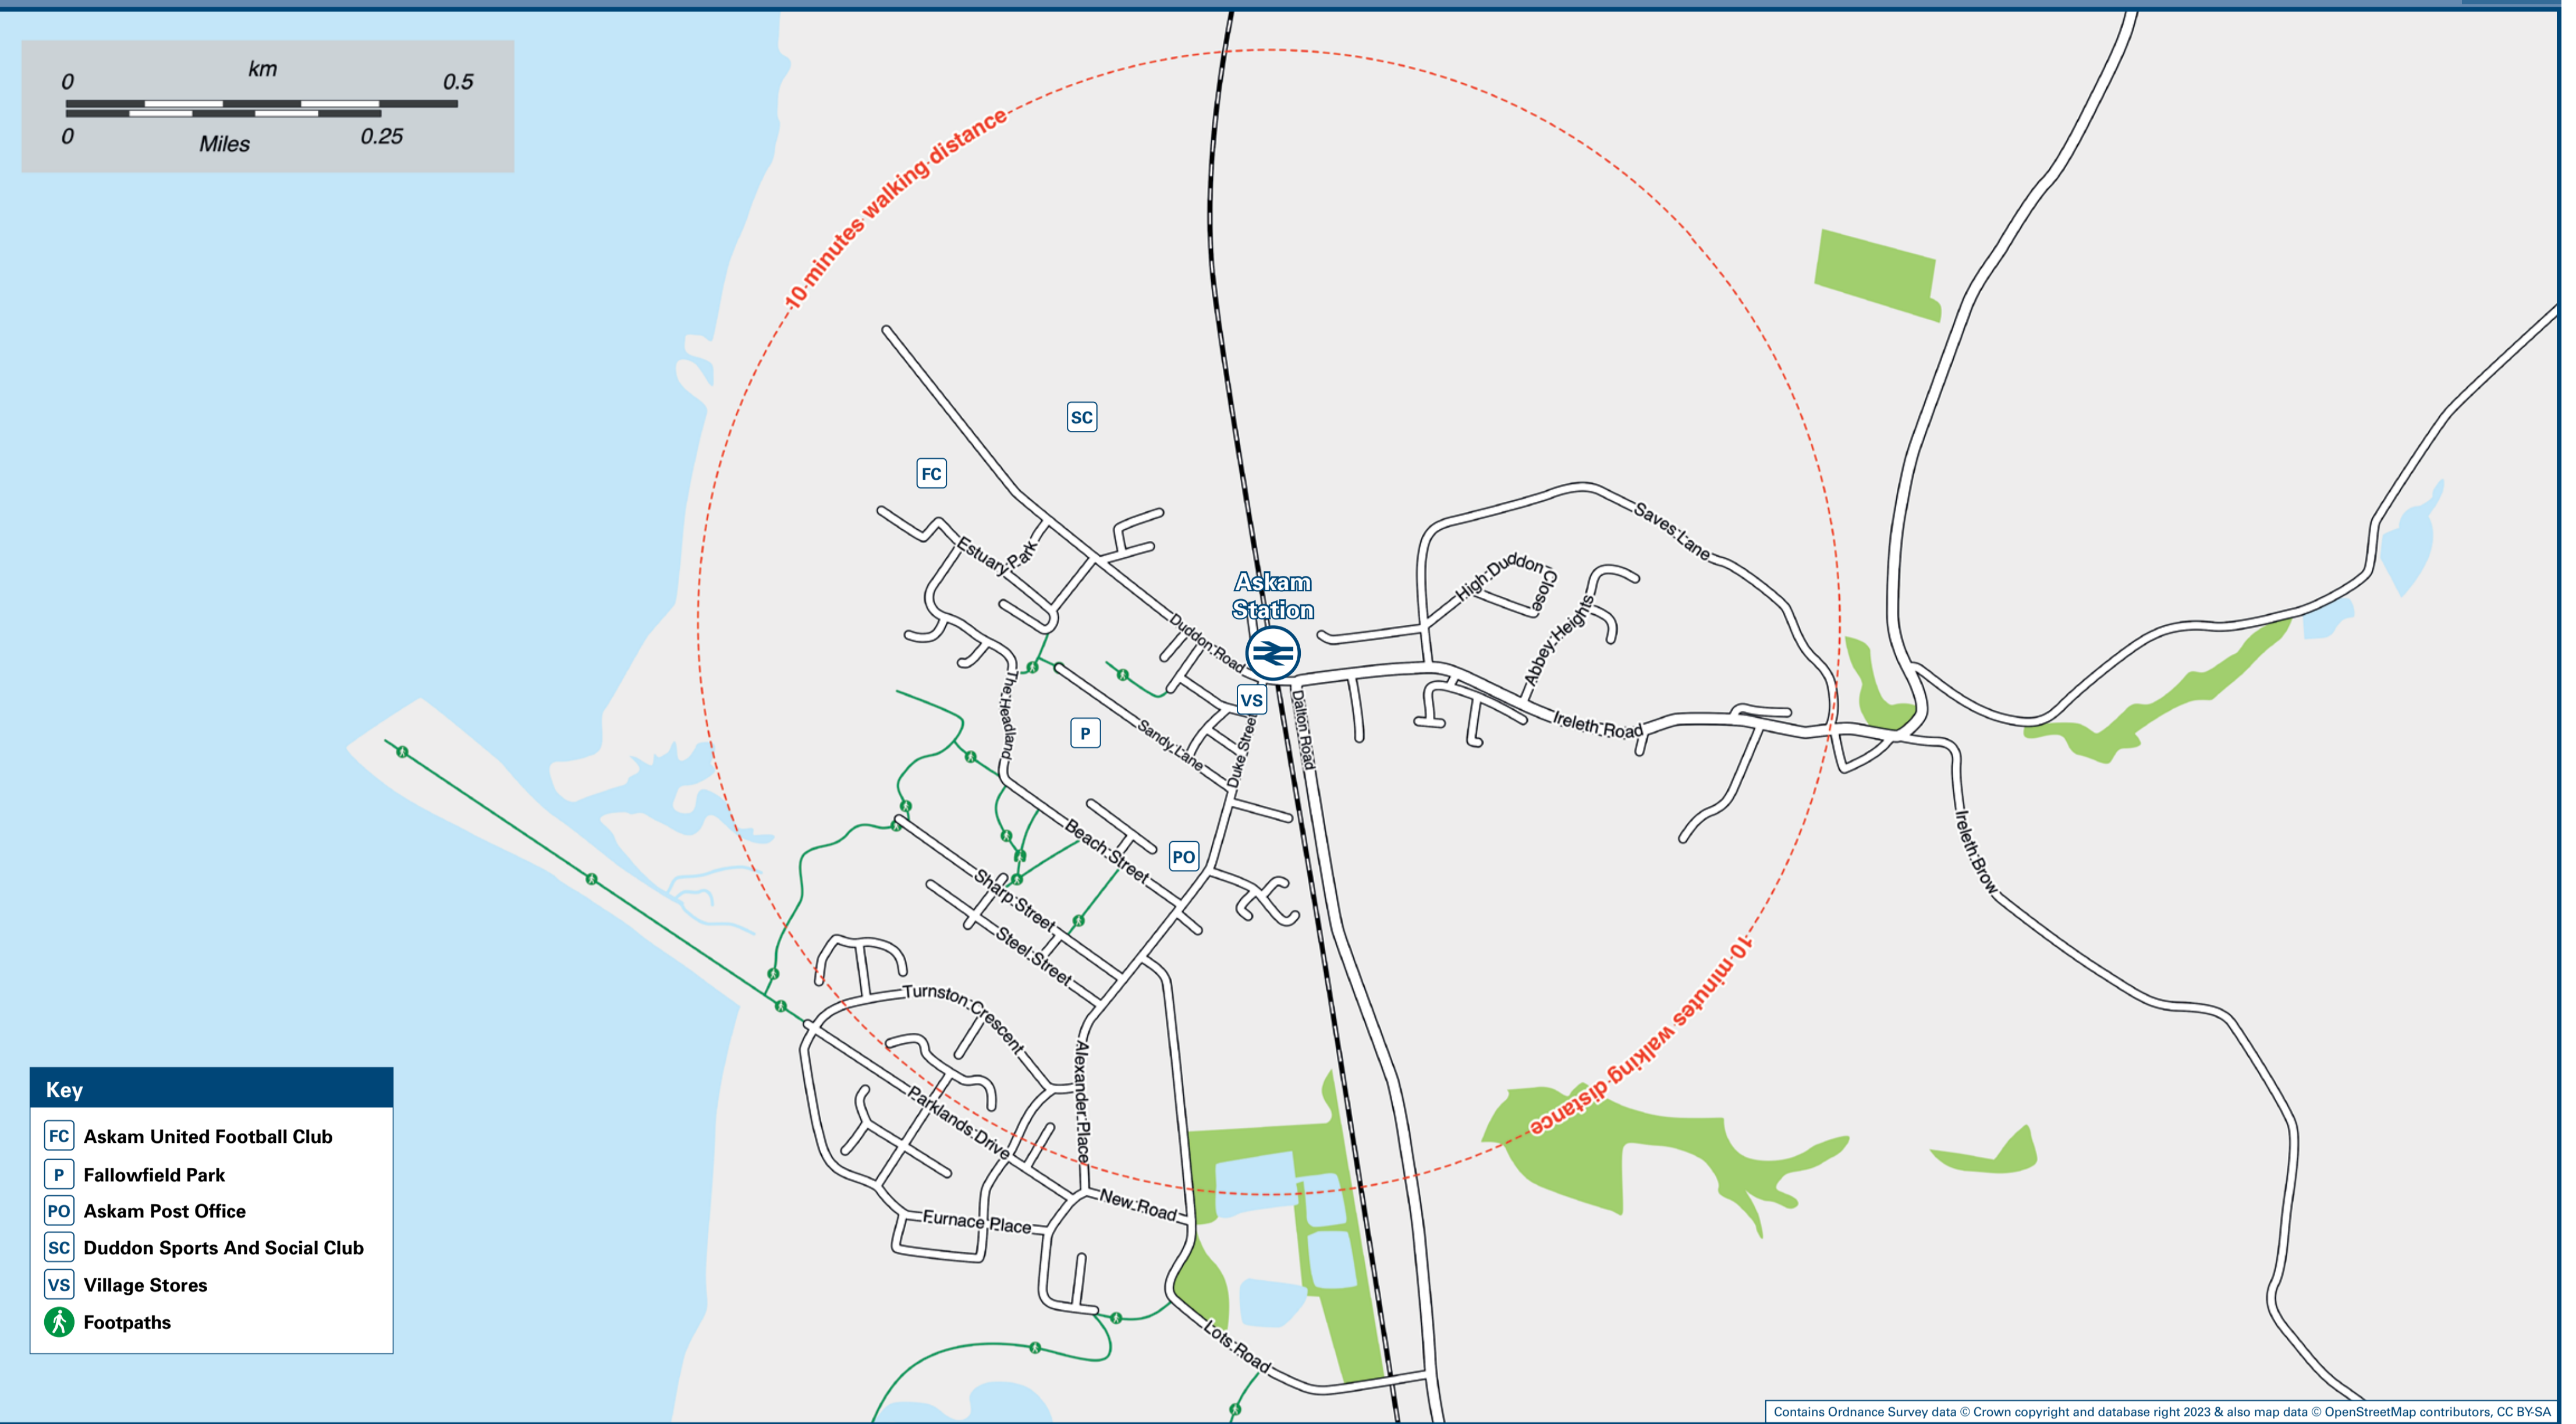 km
0 0.5
0 0.25
Miles
10 minutes walking distance
SC
FC
Saves Lane
Estuary Park
High Duddon Close
Askam
Station
Abbey Heights
Duddon Road
VS
The Headland
P
Sandy Lane
Duke Street
Dalton Road
Ireleth Road
Beach Street
PO
Ireleth Brow
Sharp Street
Steel Street
10 minutes walking distance
Turnston Crescent
Alexander Place
Parklands Drive
New Road
Furnace Place
Lots Road
Key
FC Askam United Football Club
P Fallowfield Park
PO Askam Post Office
SC Duddon Sports And Social Club
VS Village Stores
Footpaths
Contains Ordnance Survey data © Crown copyright and database right 2023 & also map data © OpenStreetMap contributors, CC BY-SA